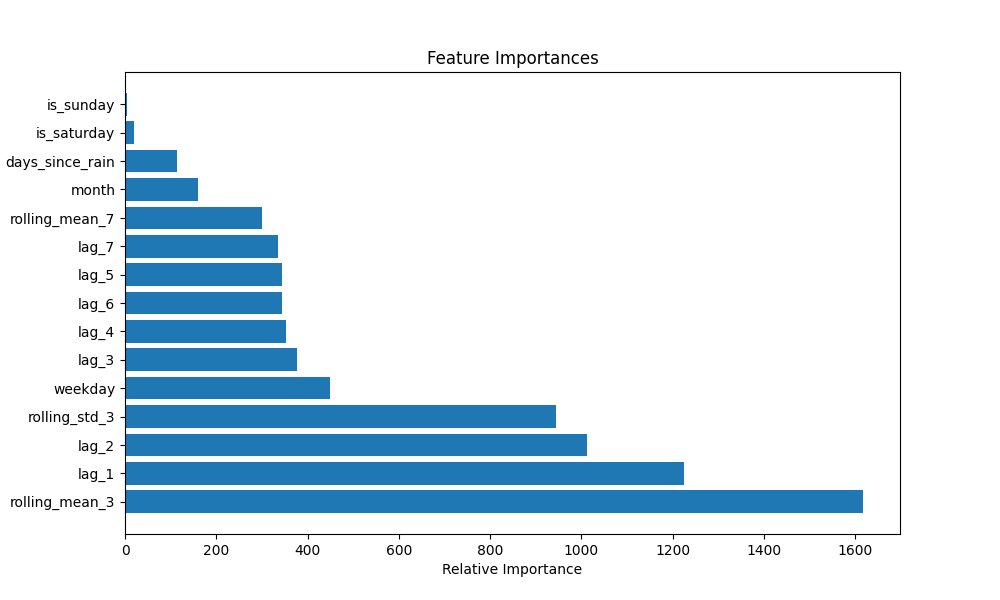 Feature Importances
is_sunday
is_saturday
days_since_rain
month
rolling_mean_7
lag_7
lag_5
lag_6
lag_4
lag_3
weekday
rolling_std_3
lag_2
lag_1
rolling_mean_3
0 200 400 600 800 1000 1200 1400 1600
Relative Importance